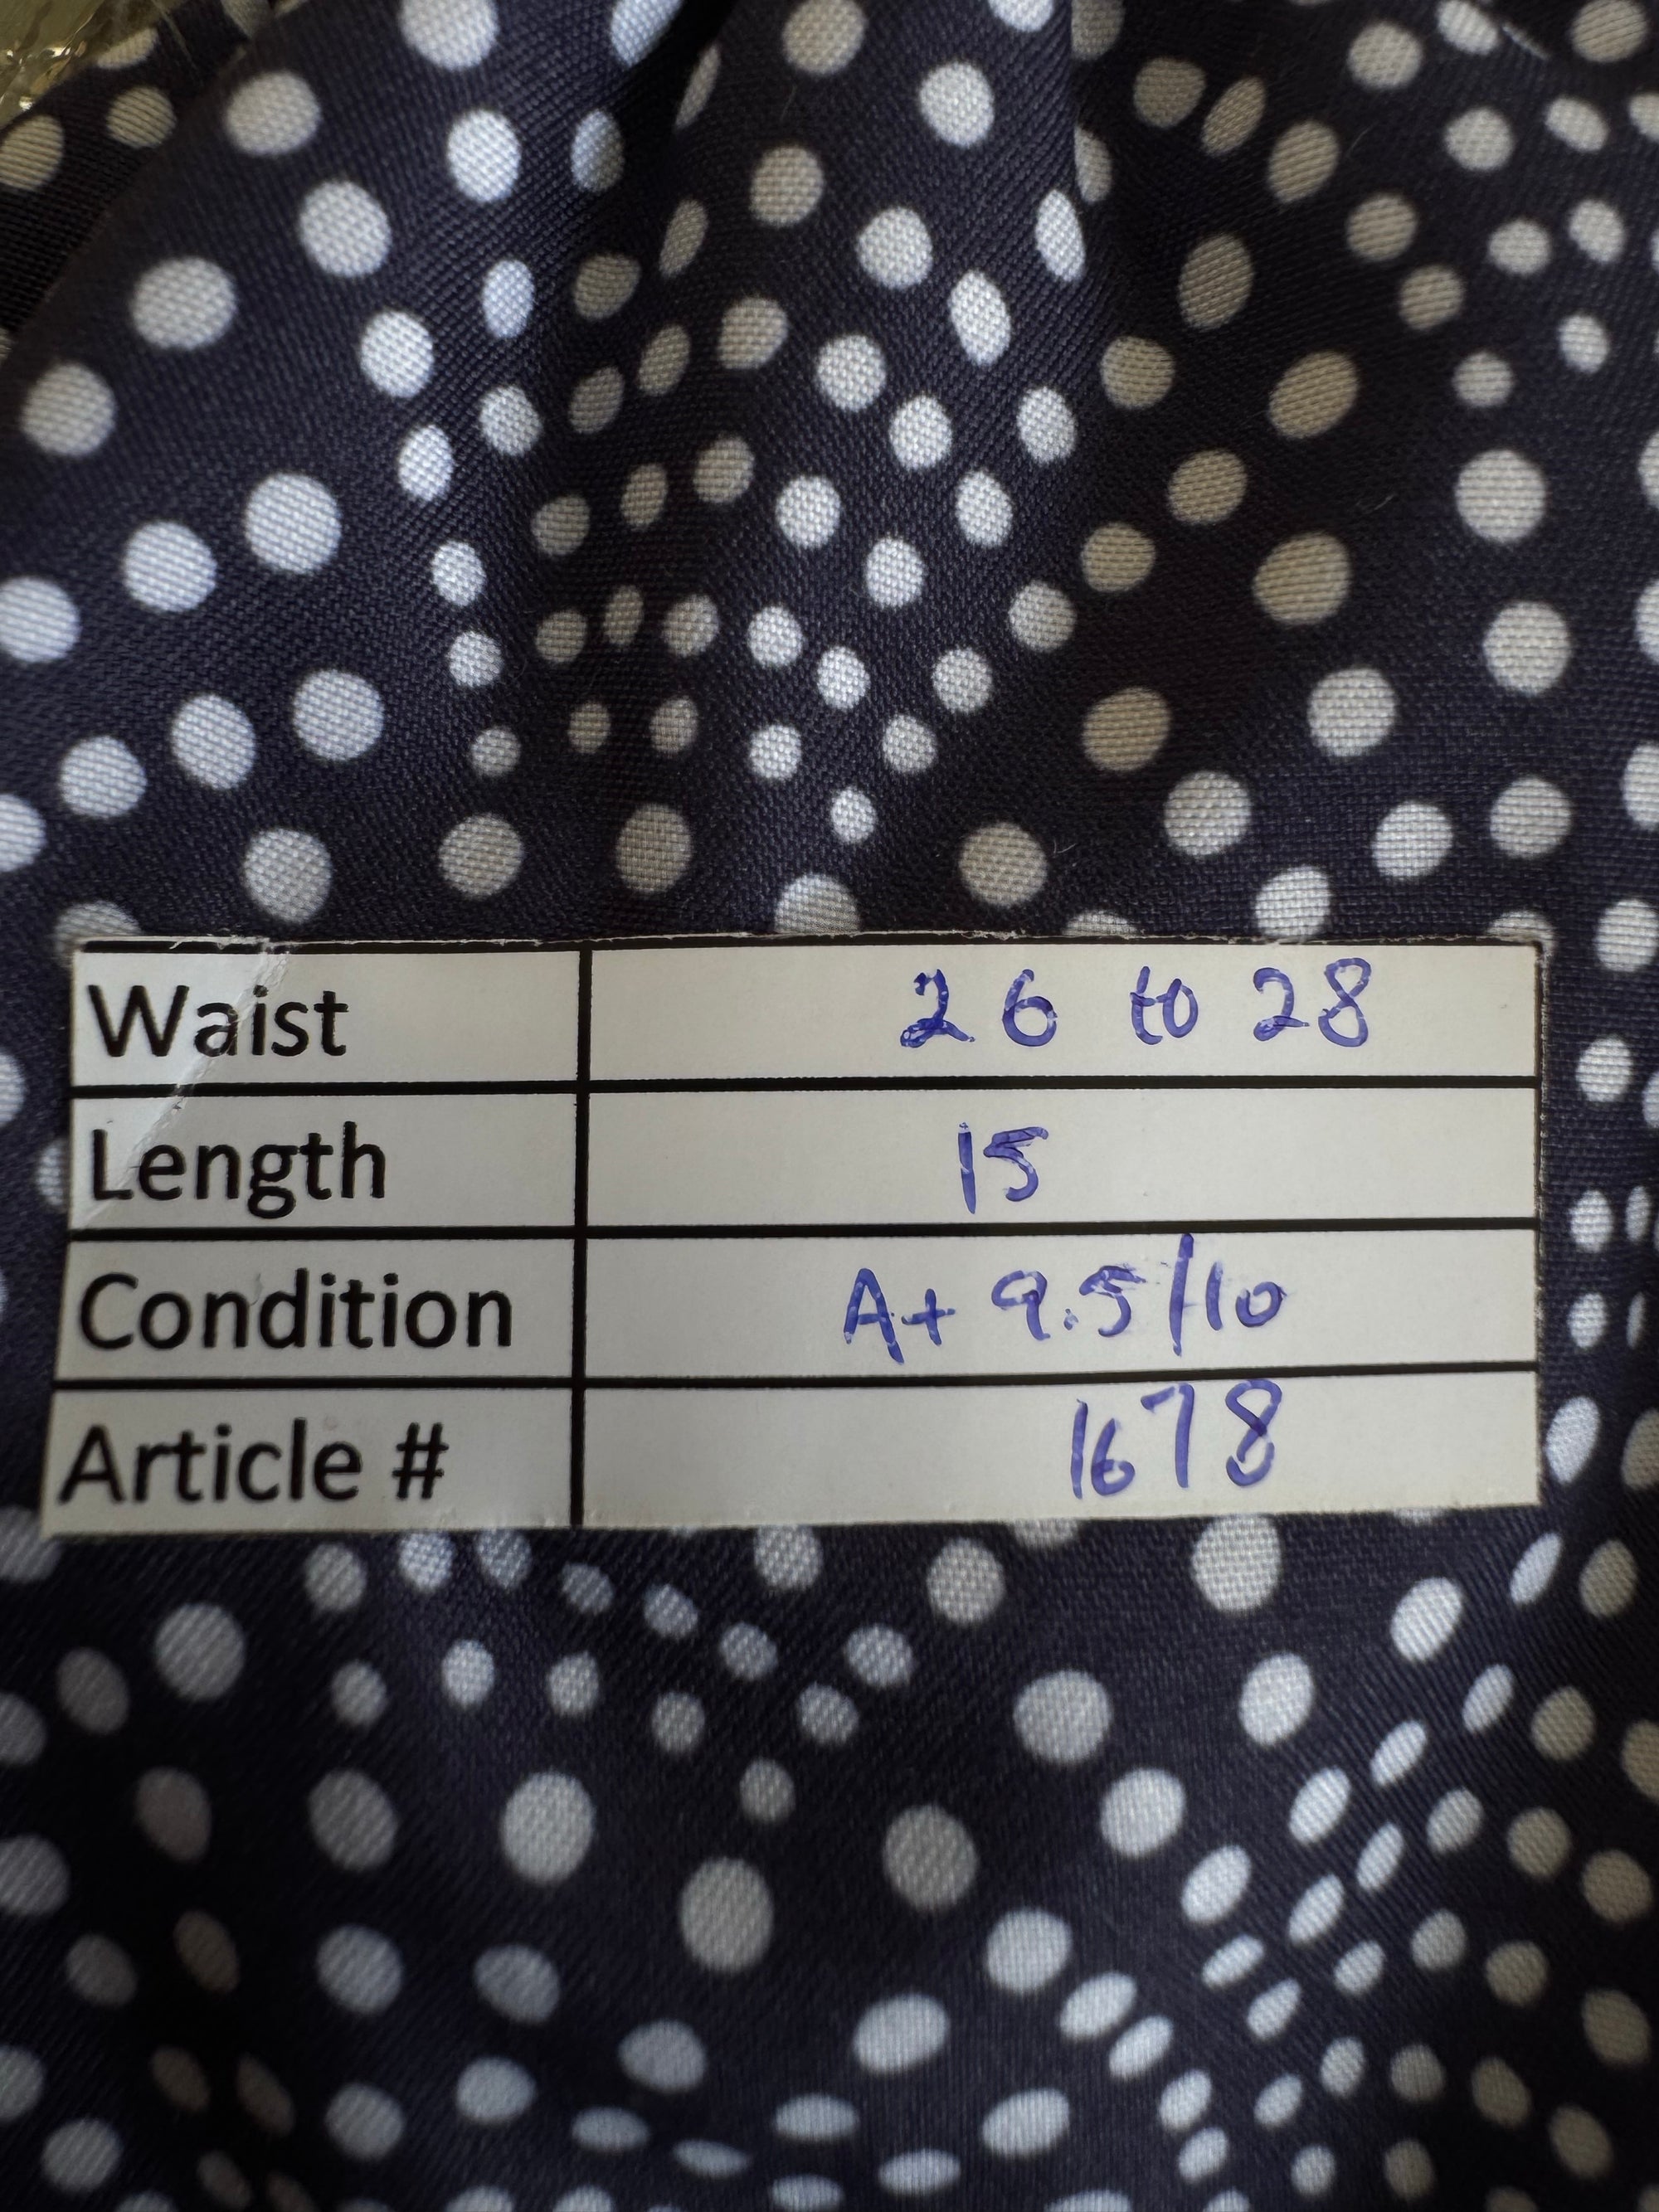 Waist 26 to 28
Length 15
Condition A+ 9.5/10
Article # 1678